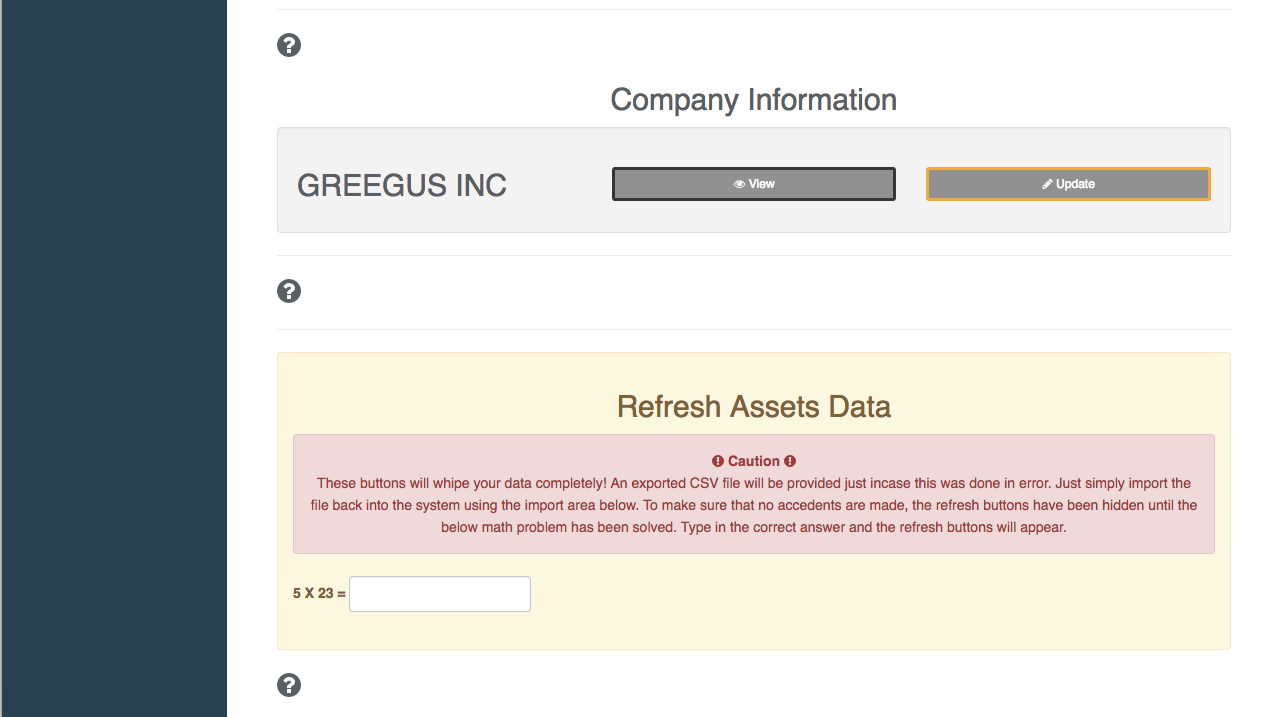 Company Information
GREEGUS INC
View
Update
Refresh Assets Data
Caution
These buttons will whipe your data completely! An exported CSV file will be provided just incase this was done in error. Just simply import the
file back into the system using the import area below. To make sure that no accedents are made, the refresh buttons have been hidden until the
below math problem has been solved. Type in the correct answer and the refresh buttons will appear.
5 X 23 =